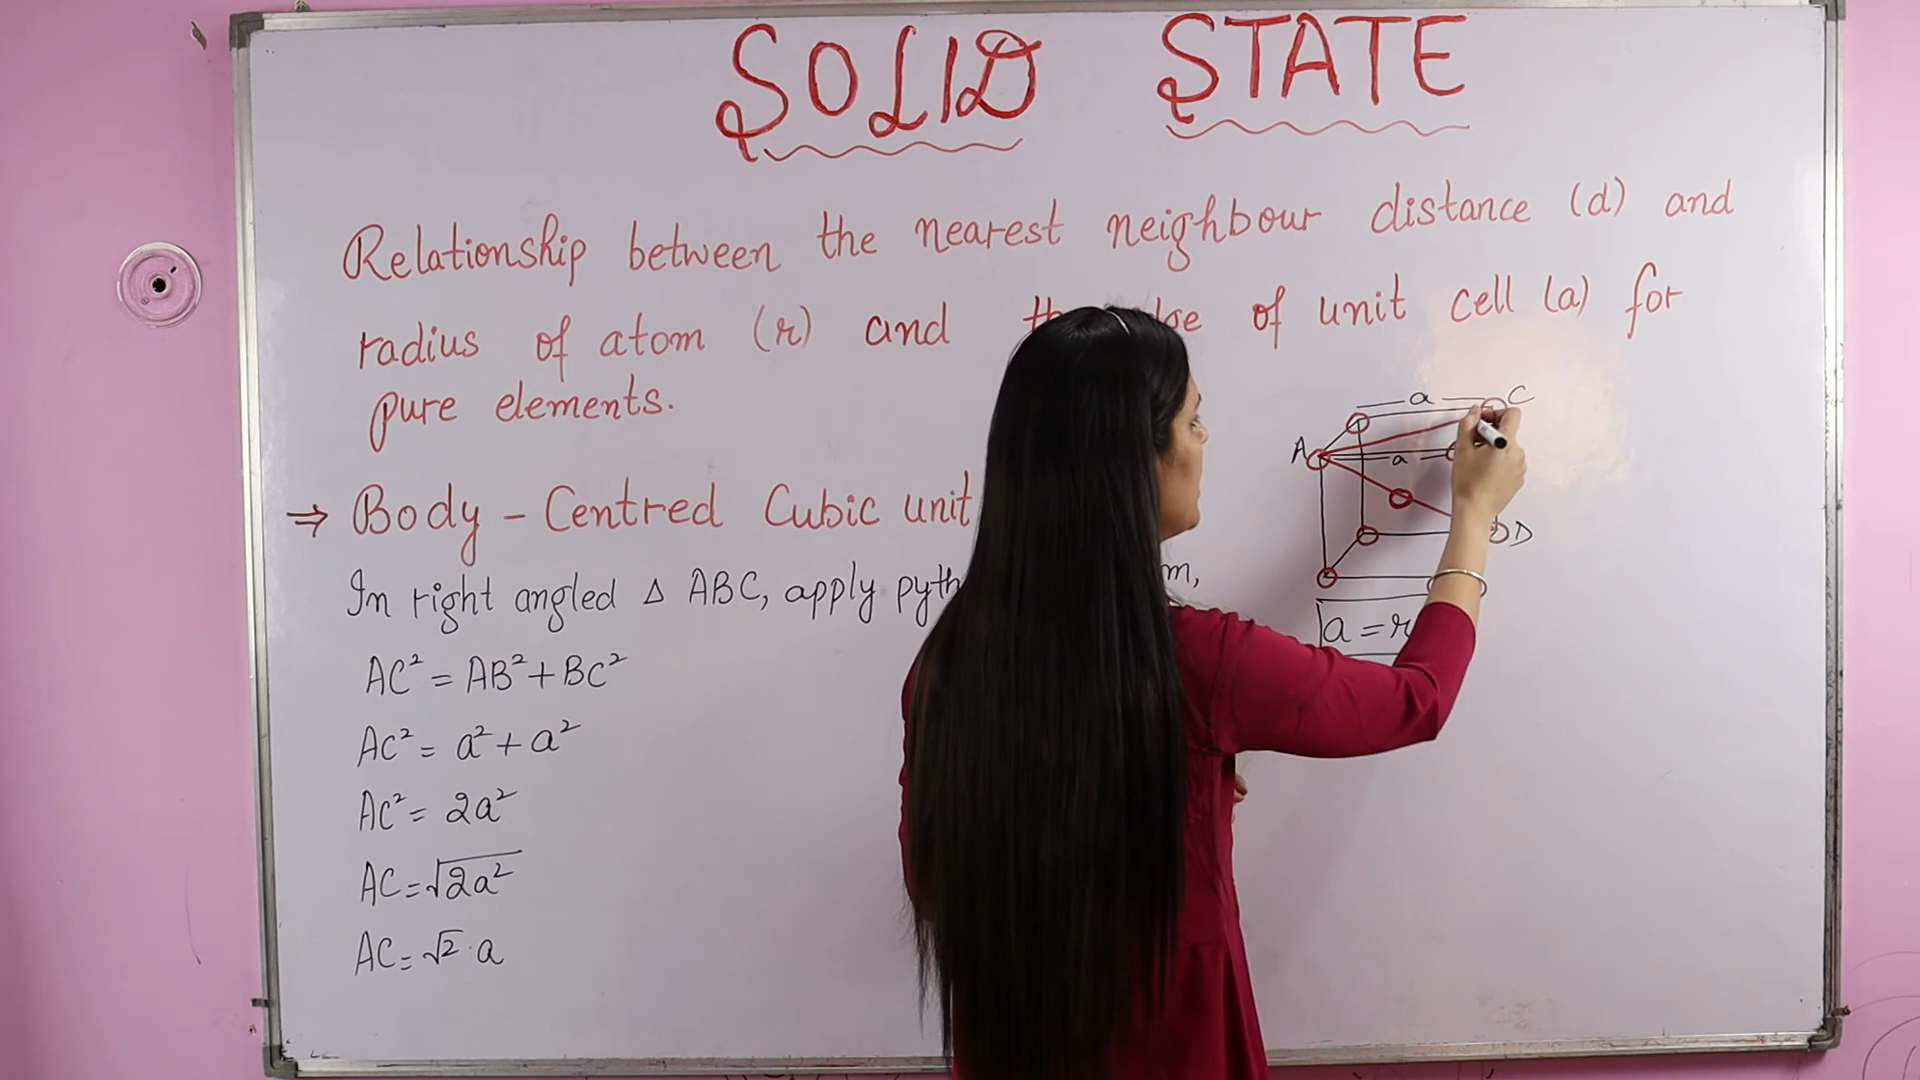 SOLID STATE
Relationship between the nearest neighbour distance (d) and
radius of atom (r) and of unit cell (a) for
pure elements.
⇒ Body - Centred Cubic unit
In right angled Δ ABC, apply
AC² = AB² + BC²
AC² = a² + a²
AC² = 2a²
AC = √2a²
AC = √2 · a
a C
A a
D
a = r